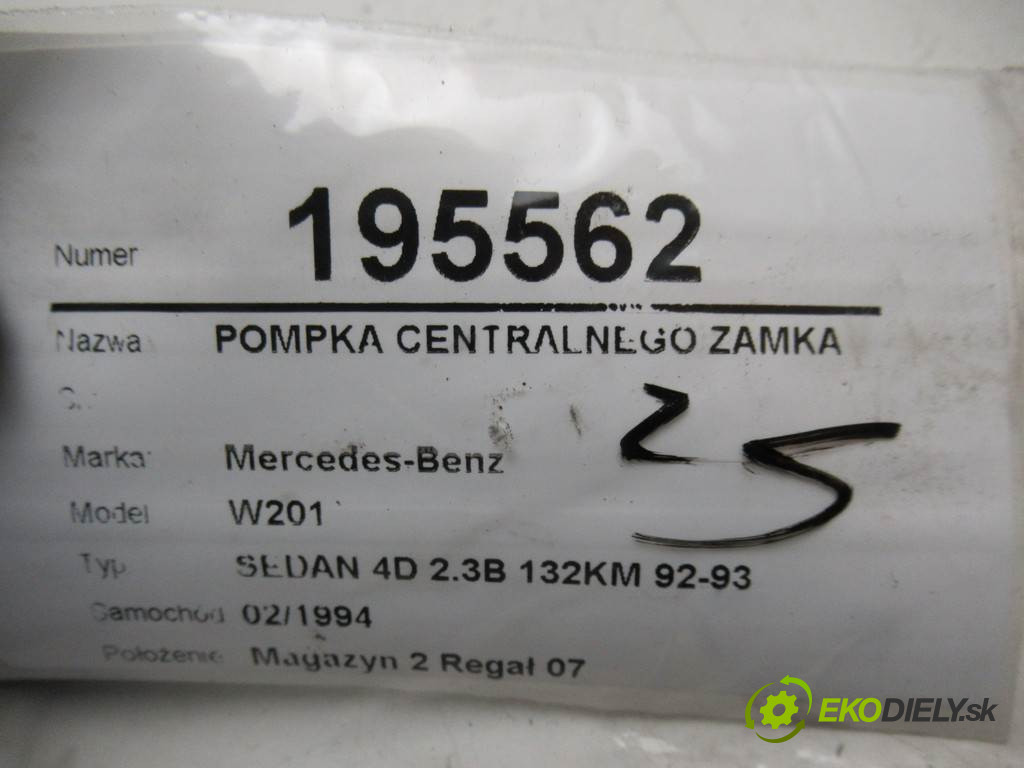 Numer 195562
Nazwa POMPKA CENTRALNEGO ZAMKA
25
Marka Mercedes-Benz
Model W201
Typ SEDAN 4D 2.3B 132KM 92-93
Samochód 02/1994
Położenie Magazyn 2 Regał 07
EKODIELY.sk